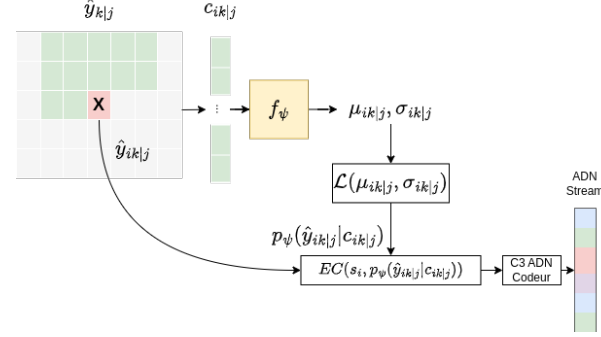 ŷ_{k|j}
c_{ik|j}
X
⋮
f_ψ
μ_{ik|j}, σ_{ik|j}
ŷ_{ik|j}
ℒ(μ_{ik|j}, σ_{ik|j})
p_ψ(ŷ_{ik|j}|c_{ik|j})
EC(s_i, p_ψ(ŷ_{ik|j}|c_{ik|j}))
C3 ADN
Codeur
ADN
Stream